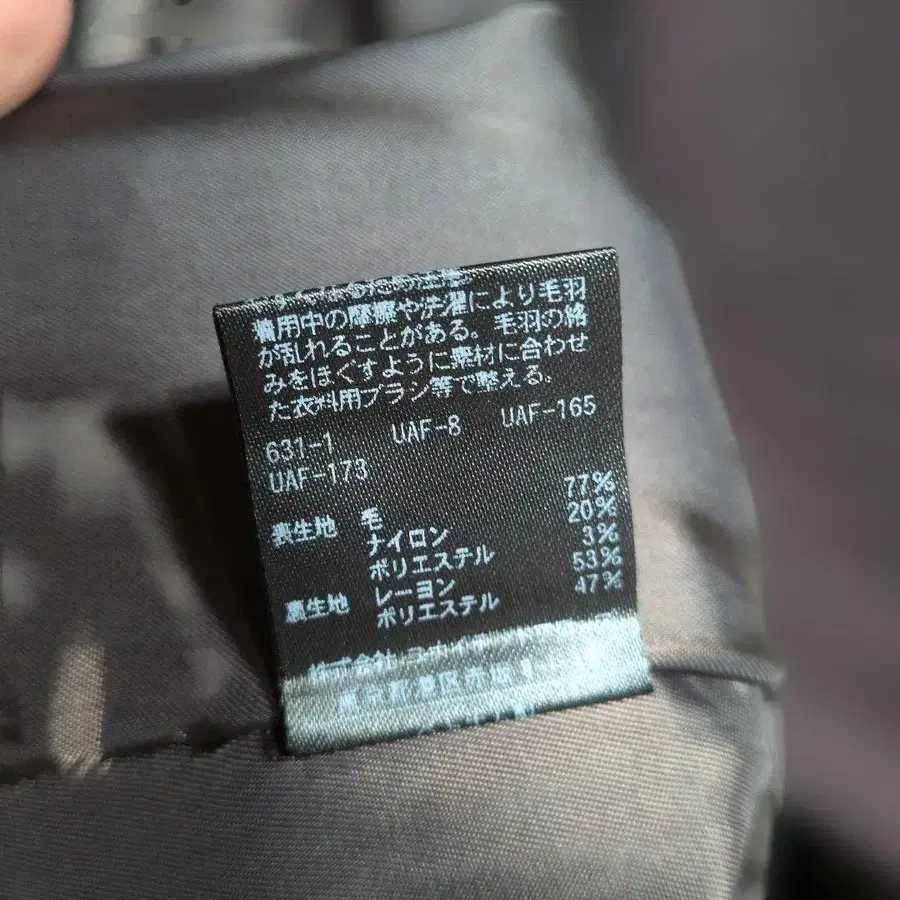 着用中の摩擦や洗濯により毛羽
が乱れることがある。毛羽の絡
みをほぐすように素材に合わせ
た衣料用ブラシ等で整える。
631-1 UAF-8 UAF-165
UAF-173
表生地 毛 77%
ナイロン 20%
ポリエステル 3%
裏生地 レーヨン 53%
ポリエステル 47%
株式会社